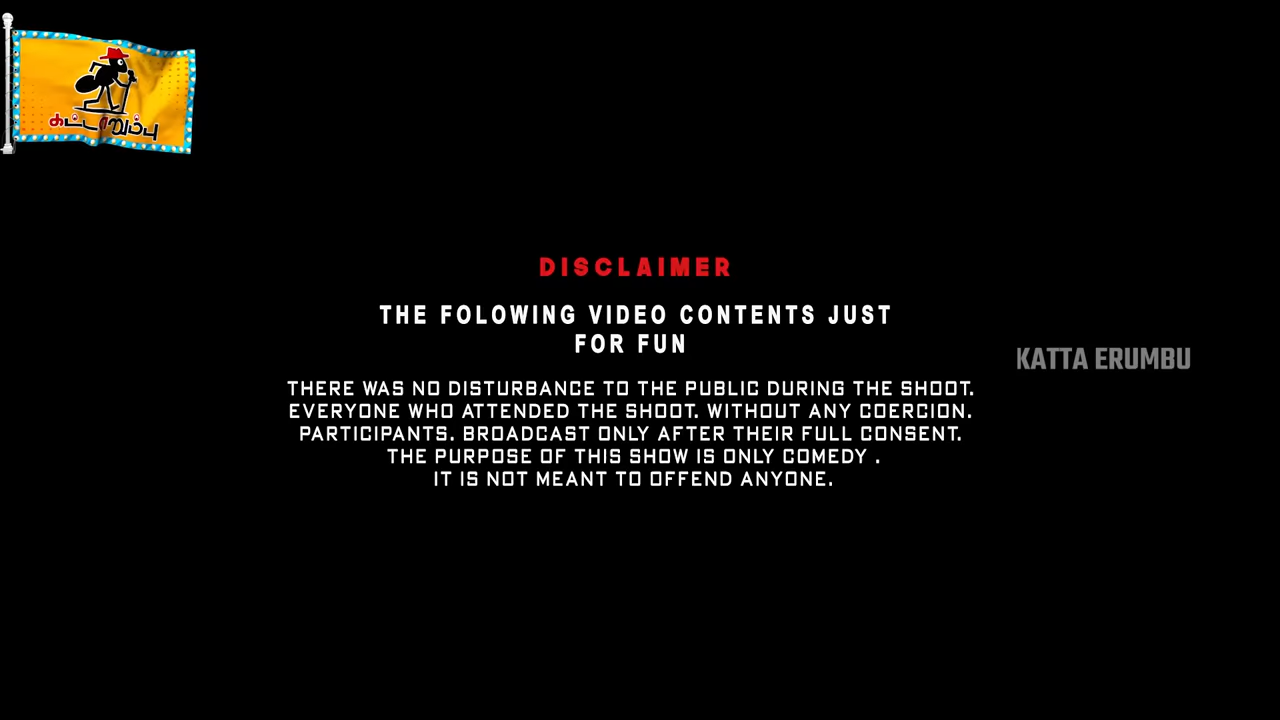 கட்டெறும்பு
DISCLAIMER
THE FOLOWING VIDEO CONTENTS JUST
FOR FUN
KATTA ERUMBU
THERE WAS NO DISTURBANCE TO THE PUBLIC DURING THE SHOOT.
EVERYONE WHO ATTENDED THE SHOOT. WITHOUT ANY COERCION.
PARTICIPANTS. BROADCAST ONLY AFTER THEIR FULL CONSENT.
THE PURPOSE OF THIS SHOW IS ONLY COMEDY .
IT IS NOT MEANT TO OFFEND ANYONE.